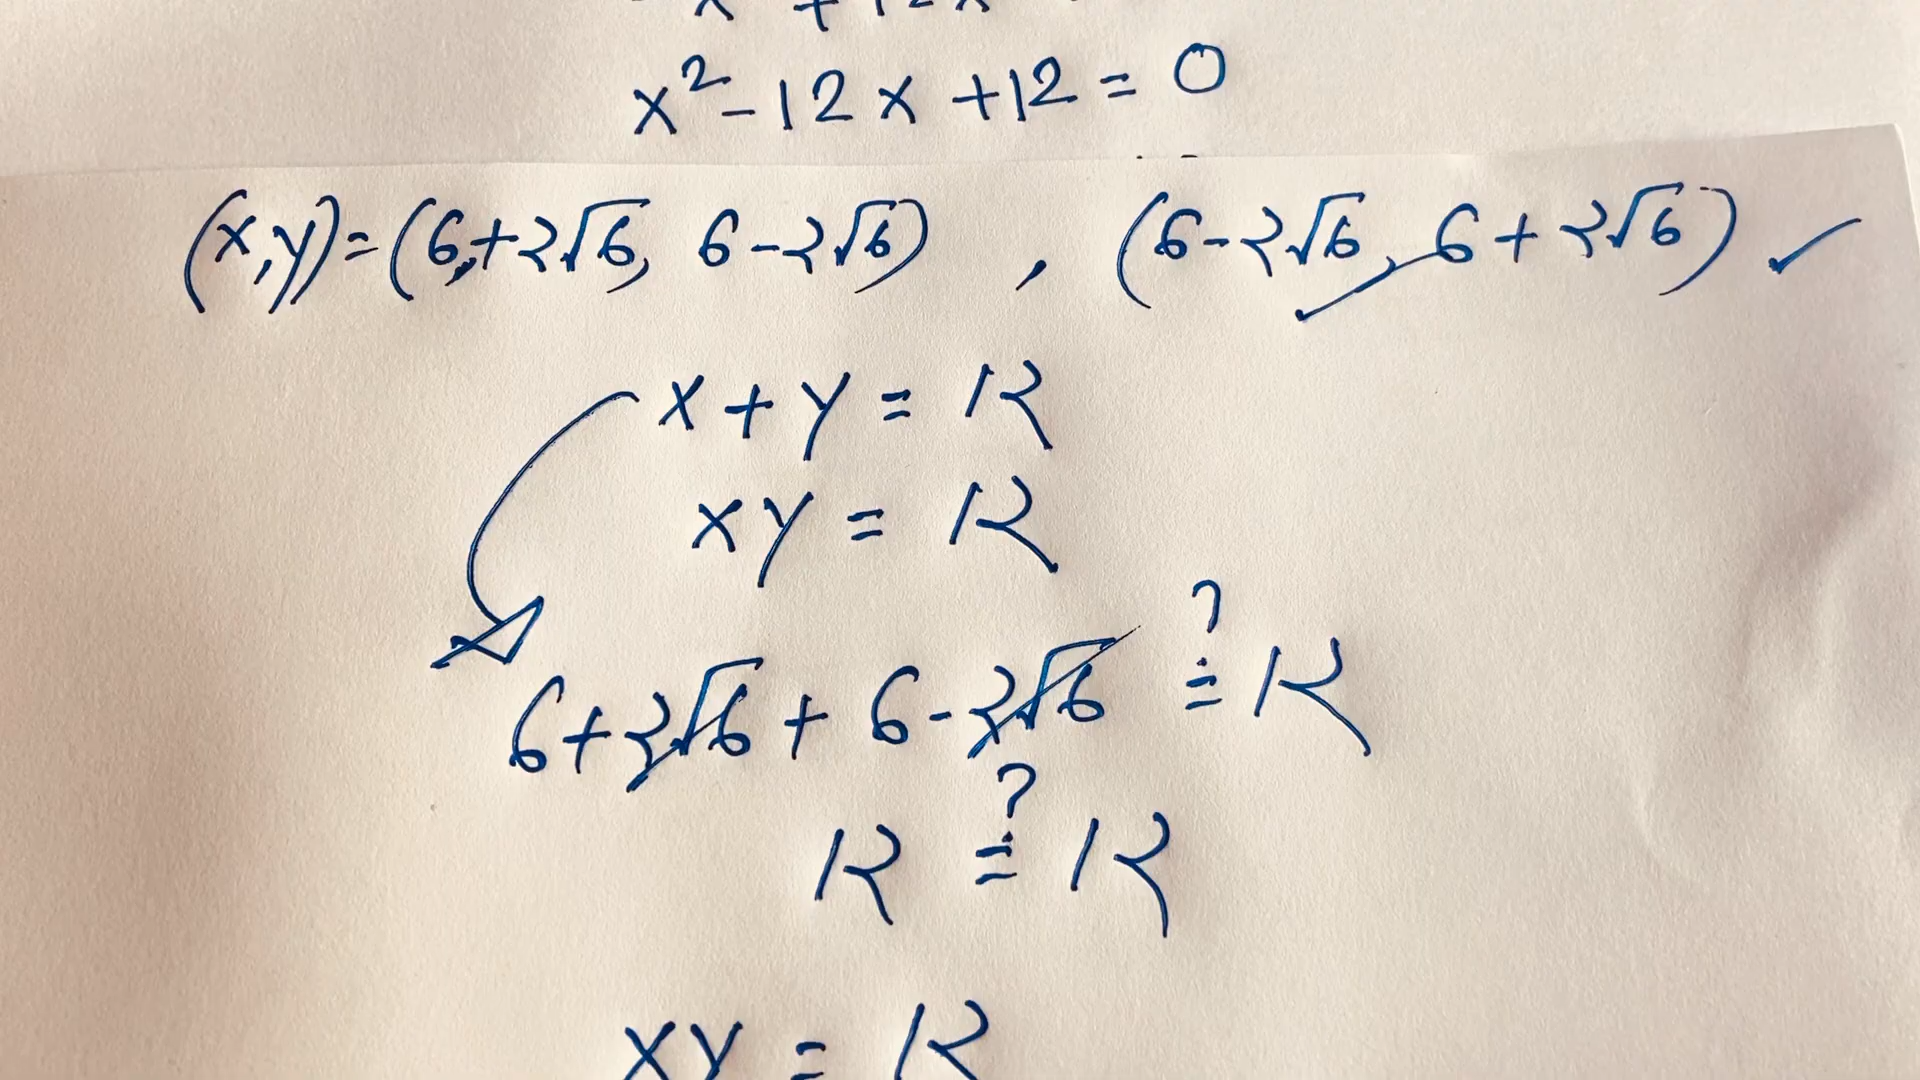 x² - 12x + 12 = 0
(x,y) = (6+2√6, 6-2√6) , (6-2√6, 6+2√6) ✓
x + y = 12
xy = 12
6+2√6 + 6-2√6 ≟ 12
12 ≟ 12
xy = 12